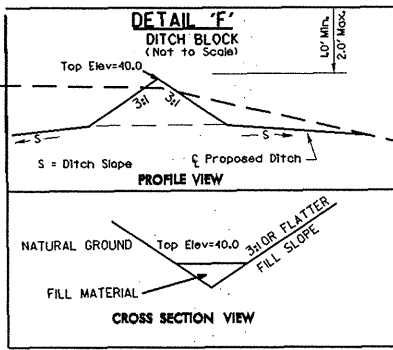 DETAIL 'F'
DITCH BLOCK
(Not to Scale)
Top Elev=40.0
1.0' Min.
2.0' Max.
3:1
3:1
S
S
S = Ditch Slope
℄ Proposed Ditch
PROFILE VIEW
NATURAL GROUND
Top Elev=40.0
3:1 OR FLATTER
FILL SLOPE
FILL MATERIAL
CROSS SECTION VIEW